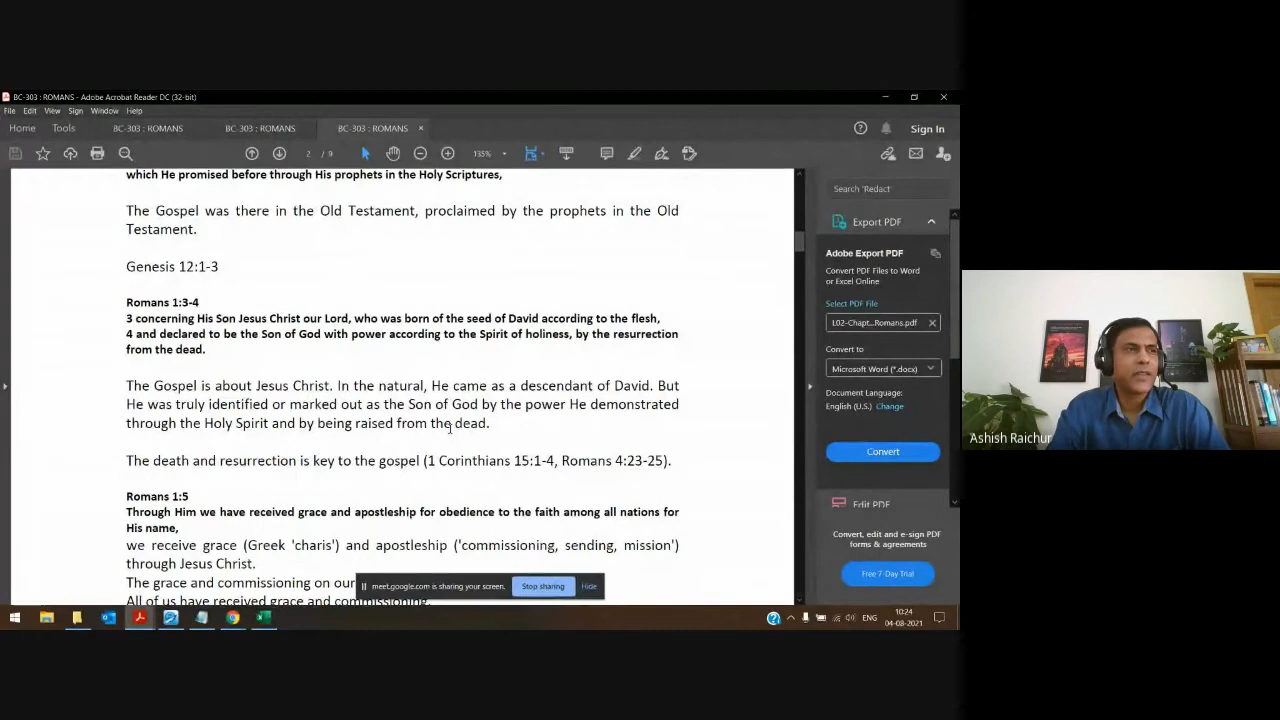 BC-303 : ROMANS - Adobe Acrobat Reader DC (32-bit)
File Edit View Sign Window Help
Home Tools BC-303 : ROMANS BC-303 : ROMANS BC-303 : ROMANS × Sign In
2 / 9 135%
which He promised before through His prophets in the Holy Scriptures,
The Gospel was there in the Old Testament, proclaimed by the prophets in the Old
Testament.
Genesis 12:1-3
Romans 1:3-4
3 concerning His Son Jesus Christ our Lord, who was born of the seed of David according to the flesh,
4 and declared to be the Son of God with power according to the Spirit of holiness, by the resurrection
from the dead.
The Gospel is about Jesus Christ. In the natural, He came as a descendant of David. But
He was truly identified or marked out as the Son of God by the power He demonstrated
through the Holy Spirit and by being raised from the dead.
The death and resurrection is key to the gospel (1 Corinthians 15:1-4, Romans 4:23-25).
Romans 1:5
Through Him we have received grace and apostleship for obedience to the faith among all nations for
His name,
we receive grace (Greek 'charis') and apostleship ('commissioning, sending, mission')
through Jesus Christ.
The grace and commissioning on our
All of us have received grace and commissioning.
meet.google.com is sharing your screen. Stop sharing Hide
Search 'Redact'
Export PDF
Adobe Export PDF
Convert PDF Files to Word
or Excel Online
Select PDF File
L02-Chapt...Romans.pdf
Convert to
Microsoft Word (*.docx)
Document Language:
English (U.S.) Change
Convert
Edit PDF
Convert, edit and e-sign PDF
forms & agreements
Free 7-Day Trial
ENG
10:24
04-08-2021
Ashish Raichur